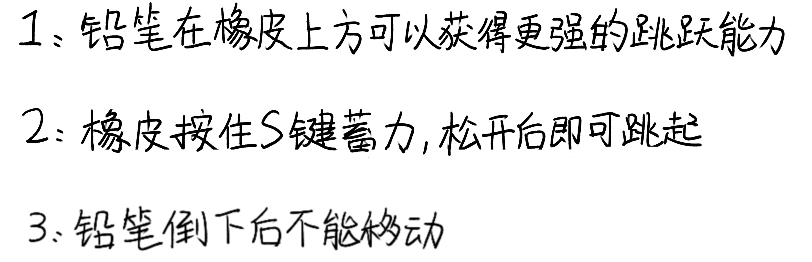 1：铅笔在橡皮上方可以获得更强的跳跃能力
2：橡皮按住S键蓄力,松开后即可跳起
3：铅笔倒下后不能移动